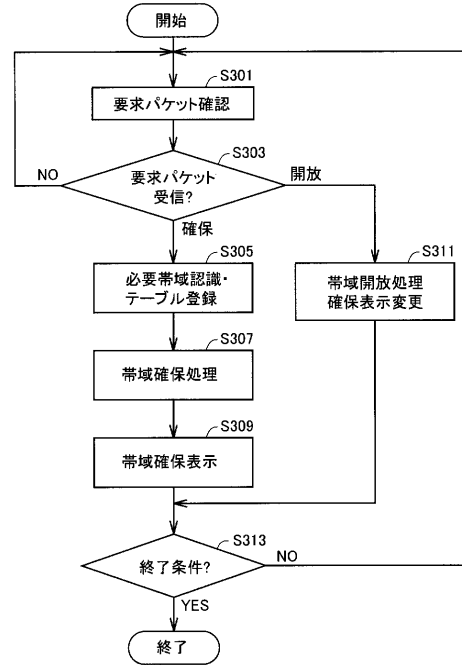 開始
S301
要求パケット確認
S303
要求パケット
受信?
NO
開放
確保
S305
必要帯域認識・
テーブル登録
S311
帯域開放処理
確保表示変更
S307
帯域確保処理
S309
帯域確保表示
S313
終了条件?
NO
YES
終了